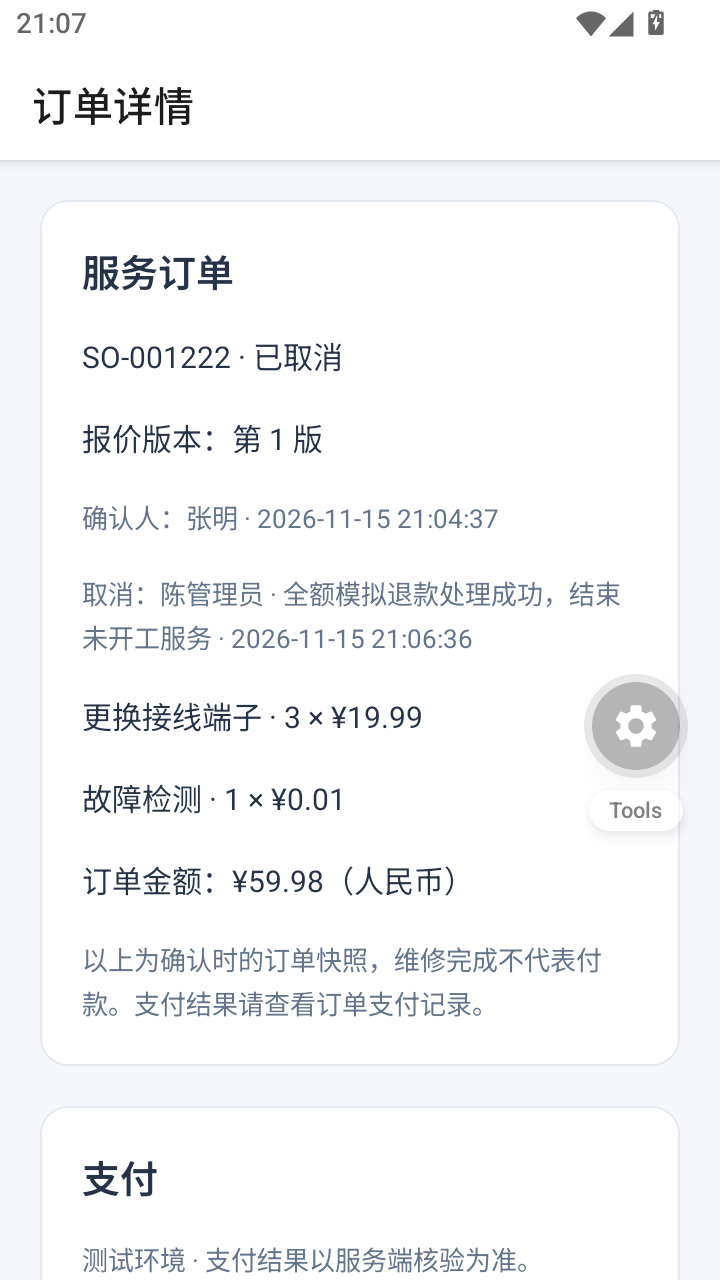 21:07
订单详情
服务订单
SO-001222 · 已取消
报价版本：第 1 版
确认人：张明 · 2026-11-15 21:04:37
取消：陈管理员 · 全额模拟退款处理成功，结束
未开工服务 · 2026-11-15 21:06:36
更换接线端子 · 3 × ¥19.99
故障检测 · 1 × ¥0.01
Tools
订单金额：¥59.98（人民币）
以上为确认时的订单快照，维修完成不代表付
款。支付结果请查看订单支付记录。
支付
测试环境 · 支付结果以服务端核验为准。